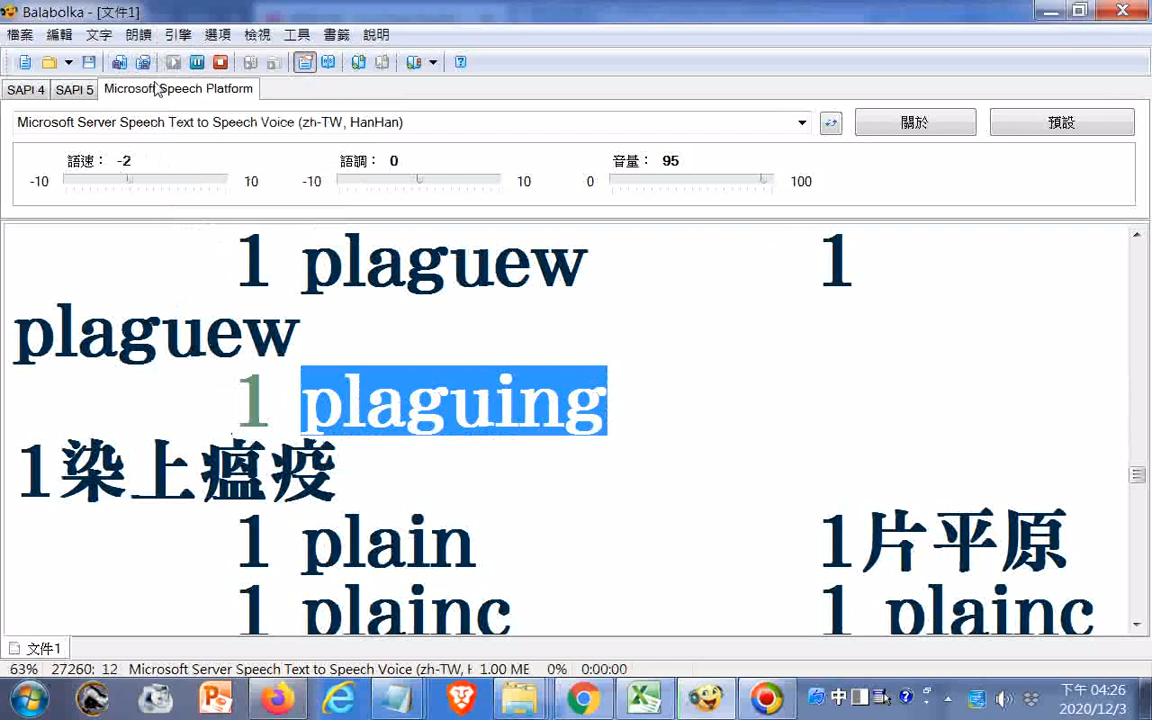 Balabolka - [文件1]
檔案 編輯 文字 朗讀 引擎 選項 檢視 工具 書籤 說明
SAPI 4 SAPI 5 Microsoft Speech Platform
Microsoft Server Speech Text to Speech Voice (zh-TW, HanHan) 關於 預設
語速： -2 語調： 0 音量： 95
-10 10 -10 10 0 100
1 plaguew 1
plaguew
1 plaguing
1染上瘟疫
1 plain 1片平原
1 plainc 1 plainc
文件1
63% 27260: 12 Microsoft Server Speech Text to Speech Voice (zh-TW, H 1.00 ME 0% 0:00:00
中 下午 04:26
2020/12/3